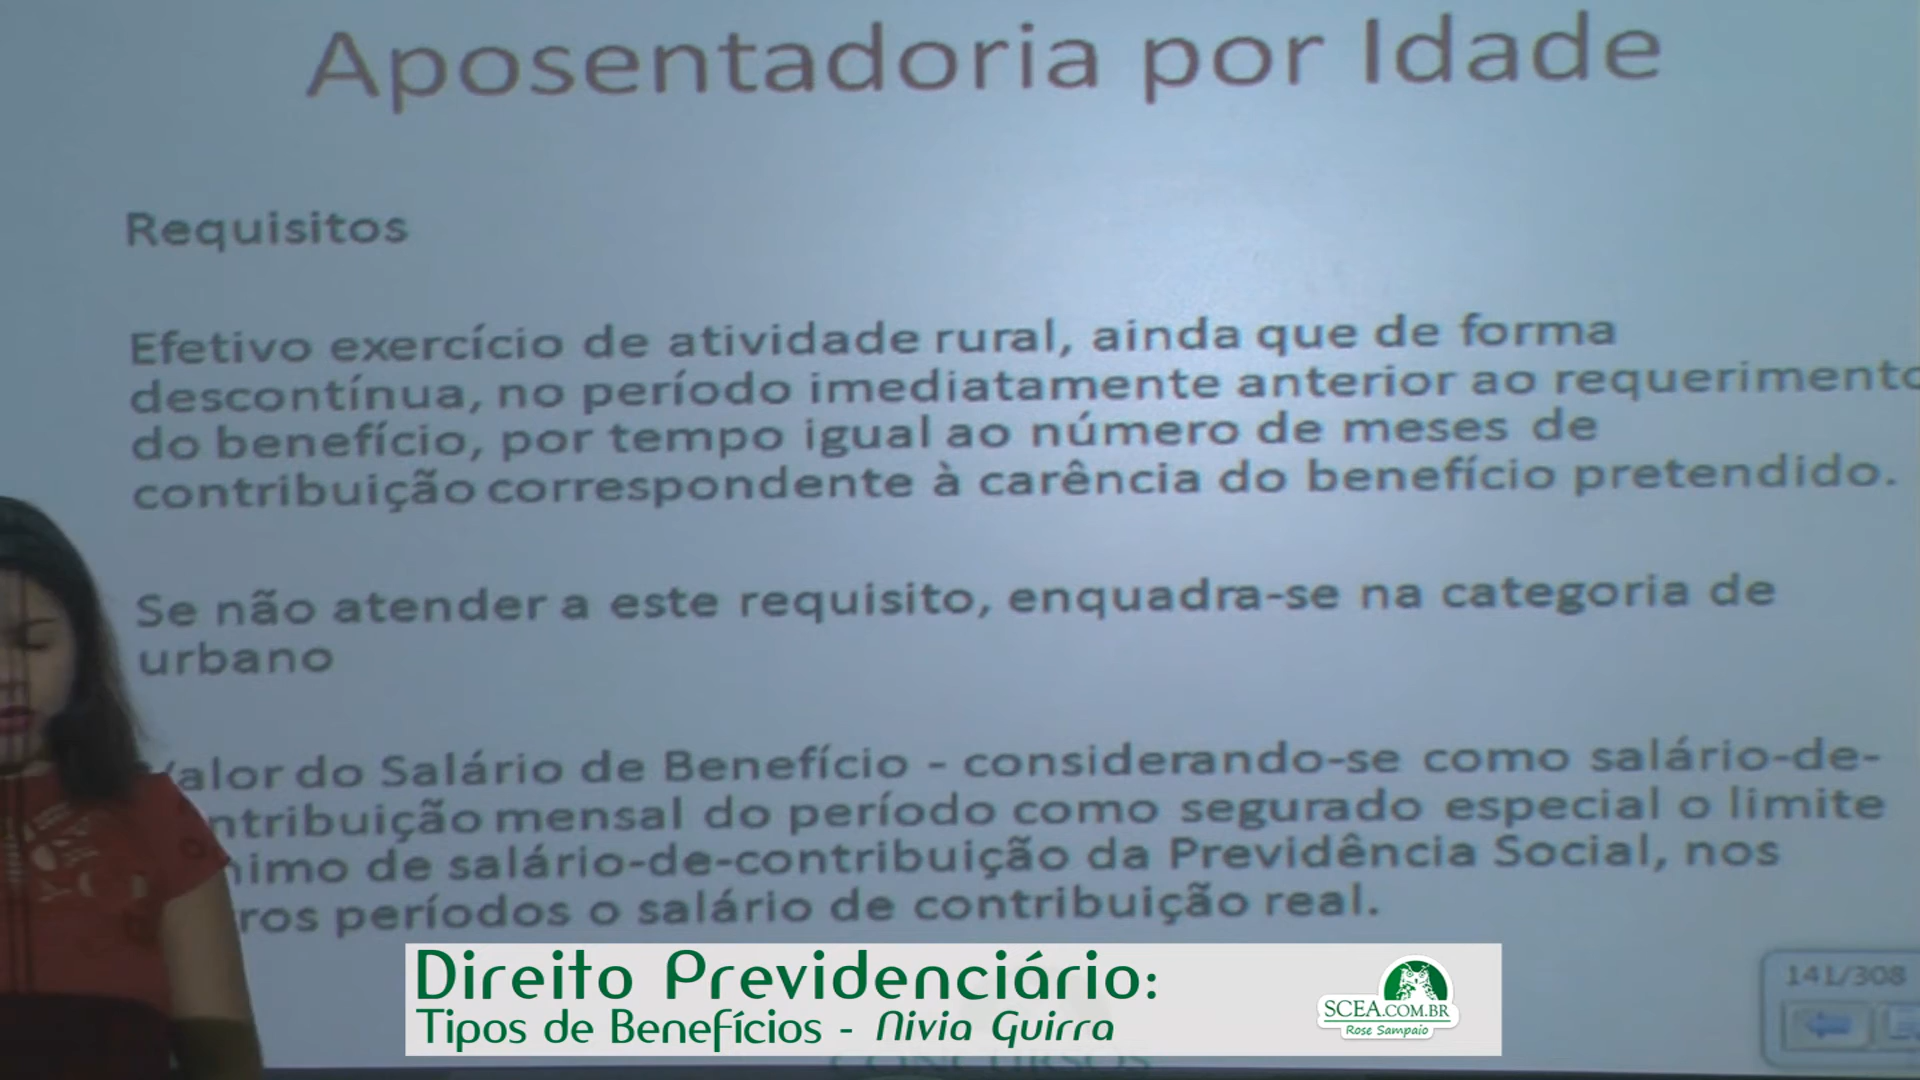 Aposentadoria por Idade
Requisitos
Efetivo exercício de atividade rural, ainda que de forma
descontínua, no período imediatamente anterior ao requerimento
do benefício, por tempo igual ao número de meses de
contribuição correspondente à carência do benefício pretendido.
Se não atender a este requisito, enquadra-se na categoria de
urbano
alor do Salário de Benefício - considerando-se como salário-de-
ntribuição mensal do período como segurado especial o limite
nimo de salário-de-contribuição da Previdência Social, nos
ros períodos o salário de contribuição real.
141/308
Direito Previdenciário:
Tipos de Benefícios - Nivia Guirra
SCEA.COM.BR
Rose Sampaio
CONCURSOS